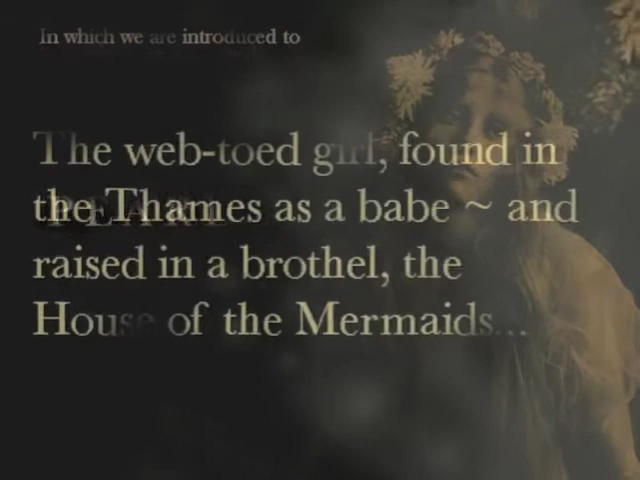 In which we are introduced to
The web-toed girl, found in
the Thames as a babe ~ and
PEARL
raised in a brothel, the
House of the Mermaids...